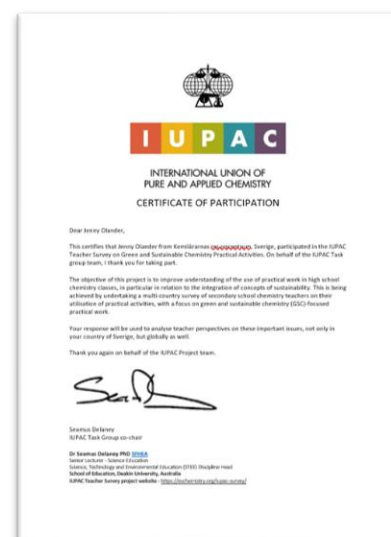 I U P A C
INTERNATIONAL UNION OF
PURE AND APPLIED CHEMISTRY
CERTIFICATE OF PARTICIPATION
Dear Jenny Olander,
This certifies that Jenny Olander from Kemilärarnas Sverige, participated in the IUPAC
Teacher Survey on Green and Sustainable Chemistry Practical Activities. On behalf of the IUPAC Task
group team, I thank you for taking part.
The objective of this project is to improve understanding of the use of practical work in high school
chemistry classes, in particular in relation to the integration of concepts of sustainability. This is being
achieved by undertaking a multi-country survey of secondary school chemistry teachers on their
utilisation of practical activities, with a focus on green and sustainable chemistry (GSC)-focused
practical work.
Your response will be used to analyse teacher perspectives on these important issues, not only in
your country of Sverige, but globally as well.
Thank you again on behalf of the IUPAC Project team.
Seamus Delaney
IUPAC Task Group co-chair
Dr Seamus Delaney PhD SFHEA
Senior Lecturer - Science Education
Science, Technology and Environmental Education (STEE) Discipline Head
School of Education, Deakin University, Australia
IUPAC Teacher Survey project website -